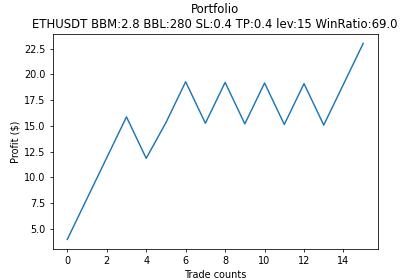 Portfolio
ETHUSDT BBM:2.8 BBL:280 SL:0.4 TP:0.4 lev:15 WinRatio:69.0
22.5
20.0
17.5
15.0
12.5
10.0
7.5
5.0
Profit ($)
0 2 4 6 8 10 12 14
Trade counts